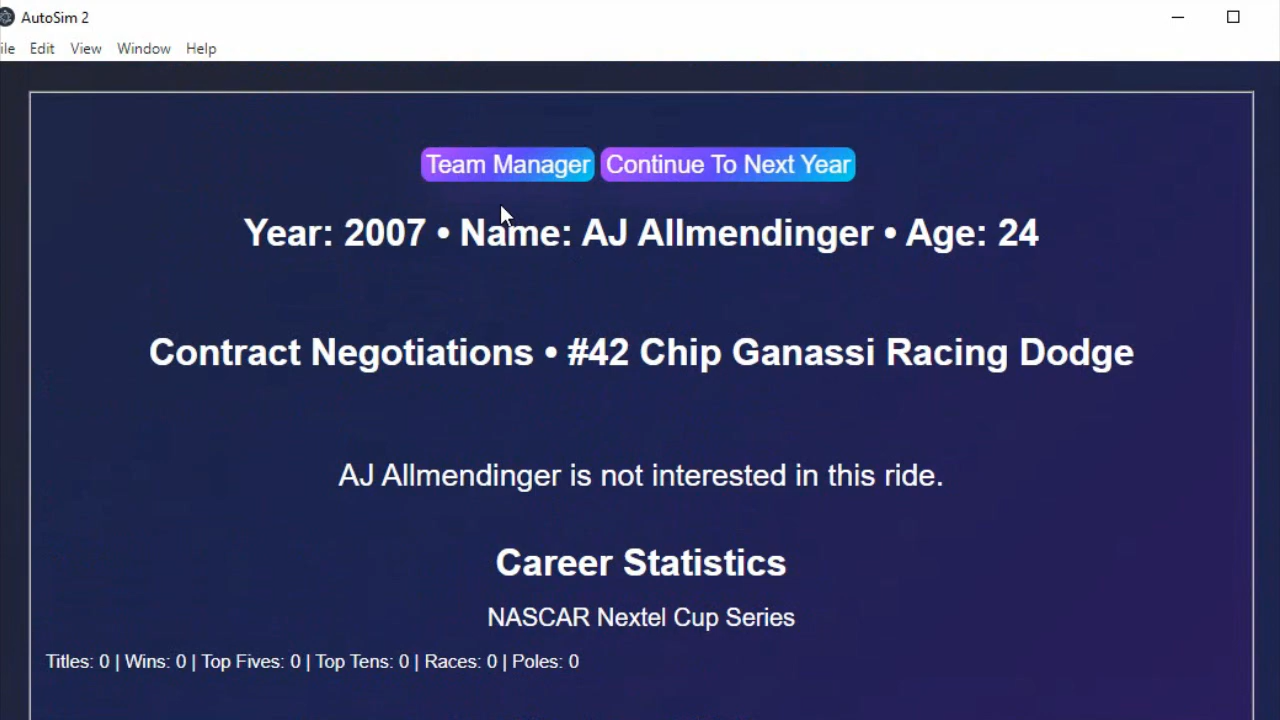 AutoSim 2
ile Edit View Window Help
Team Manager Continue To Next Year
Year: 2007 • Name: AJ Allmendinger • Age: 24
Contract Negotiations • #42 Chip Ganassi Racing Dodge
AJ Allmendinger is not interested in this ride.
Career Statistics
NASCAR Nextel Cup Series
Titles: 0 | Wins: 0 | Top Fives: 0 | Top Tens: 0 | Races: 0 | Poles: 0